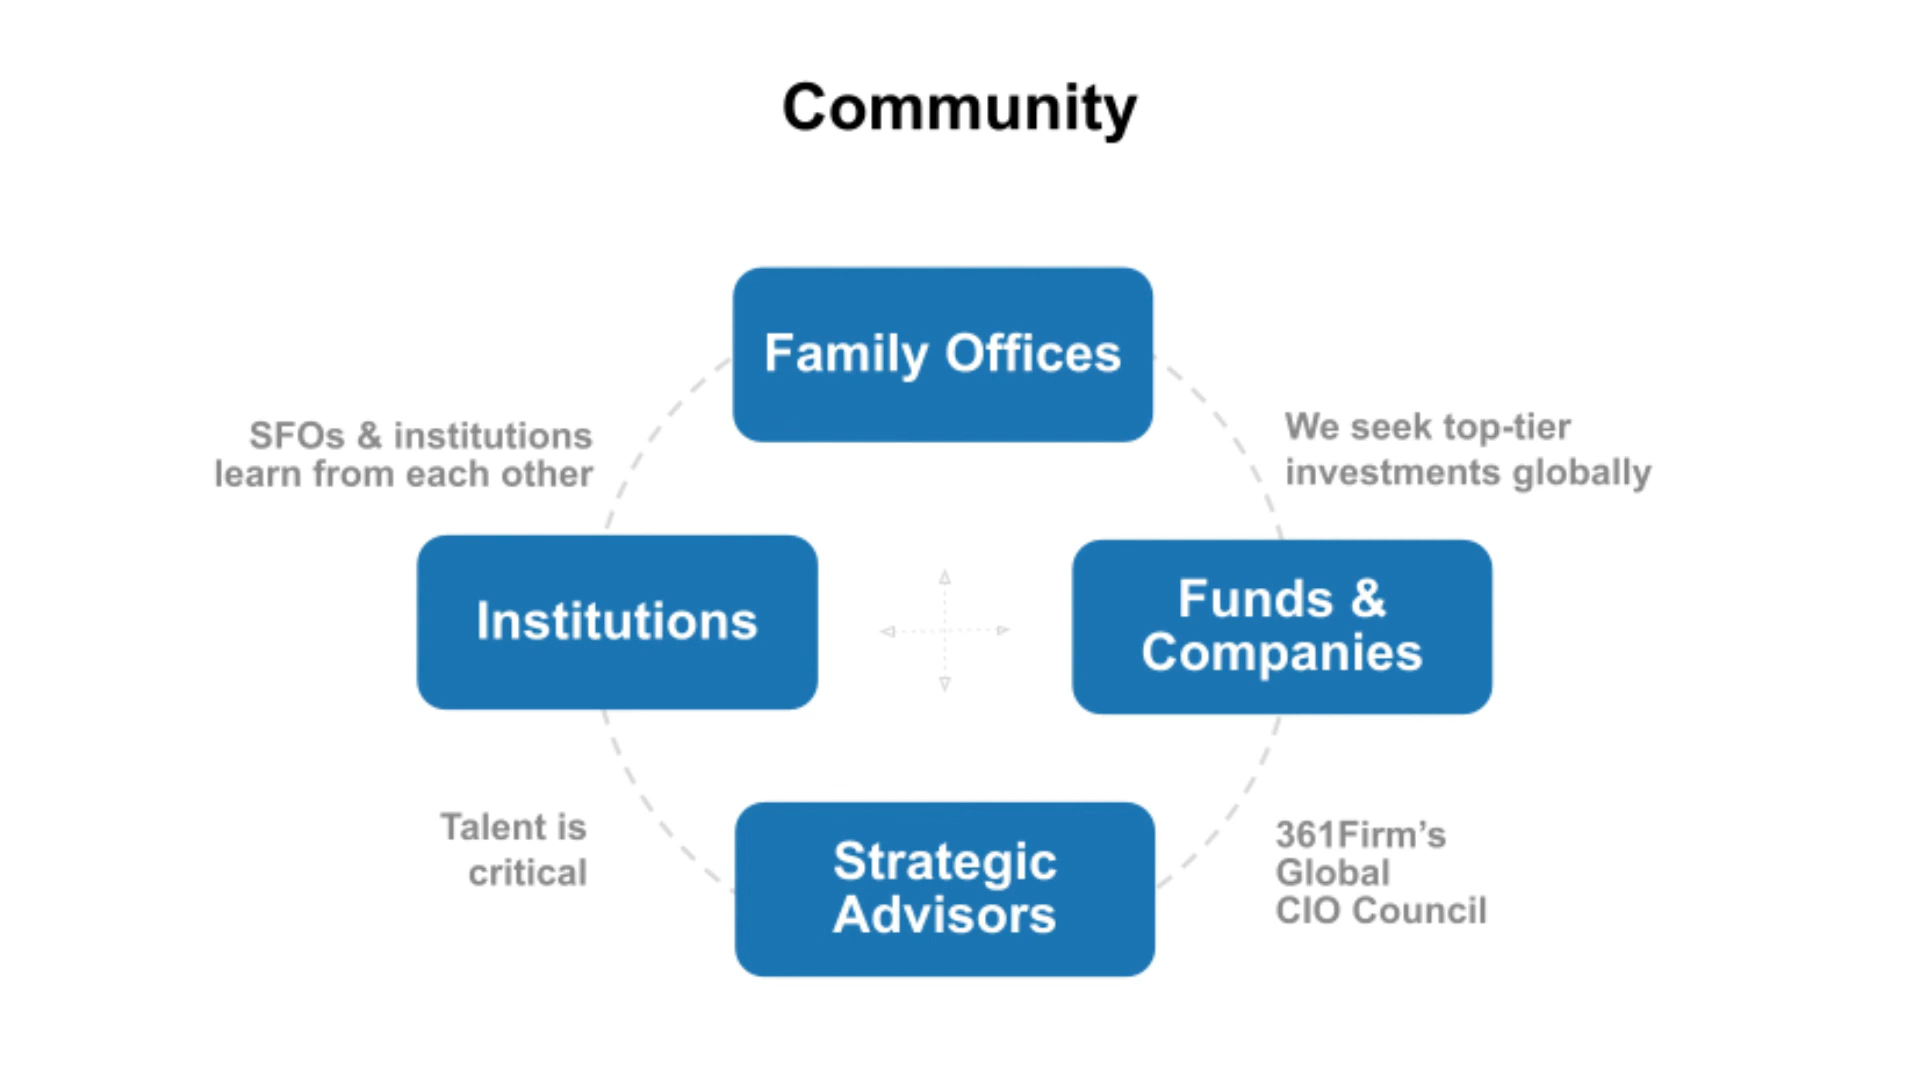 Community
Family Offices
SFOs & institutions
learn from each other
We seek top-tier
investments globally
Institutions
Funds &
Companies
Talent is
critical
Strategic
Advisors
361Firm’s
Global
CIO Council